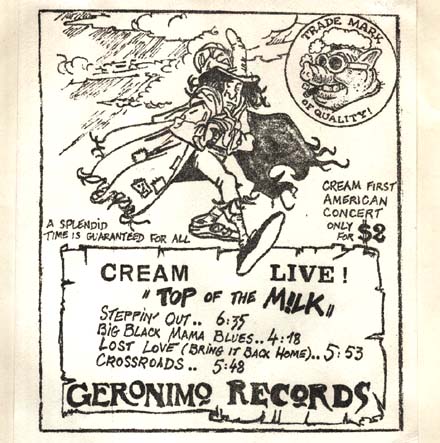 TRADE MARK
OF QUALITY!
CREAM FIRST
AMERICAN
CONCERT
ONLY
FOR $2
A SPLENDID
TIME IS GUARANTEED FOR ALL
CREAM LIVE!
"TOP OF THE MILK"
STEPPIN' OUT.. 6:35
BIG BLACK MAMA BLUES..4:18
LOST LOVE (BRING IT BACK HOME)..5:53
CROSSROADS.. 5:48
GERONIMO RECORDS